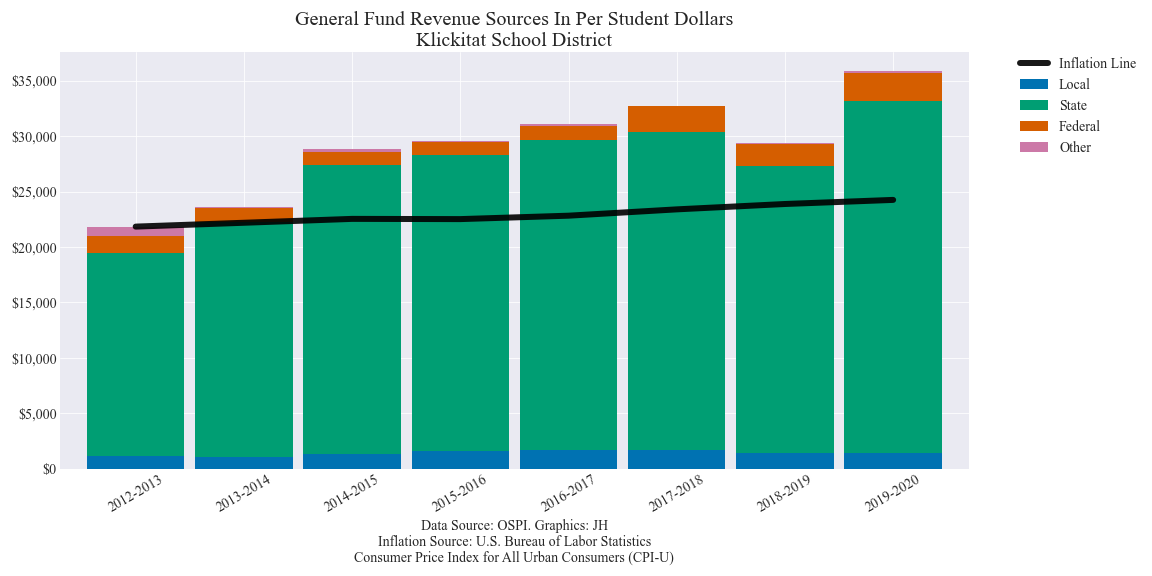 General Fund Revenue Sources In Per Student Dollars
Klickitat School District
Inflation Line
Local
State
Federal
Other
$35,000
$30,000
$25,000
$20,000
$15,000
$10,000
$5,000
$0
2012-2013
2013-2014
2014-2015
2015-2016
2016-2017
2017-2018
2018-2019
2019-2020
Data Source: OSPI. Graphics: JH
Inflation Source: U.S. Bureau of Labor Statistics
Consumer Price Index for All Urban Consumers (CPI-U)